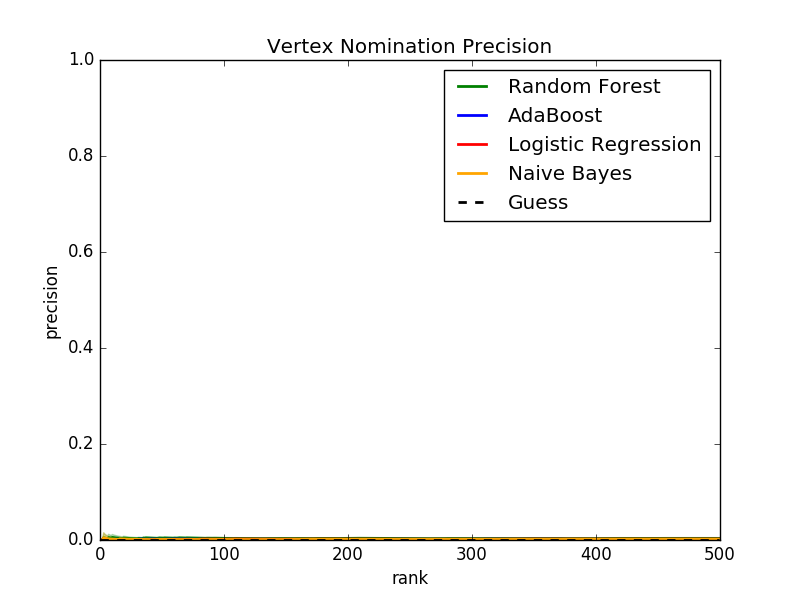 Vertex Nomination Precision
1.0
0.8
0.6
0.4
0.2
0.0
precision
Random Forest
AdaBoost
Logistic Regression
Naive Bayes
Guess
0 100 200 300 400 500
rank